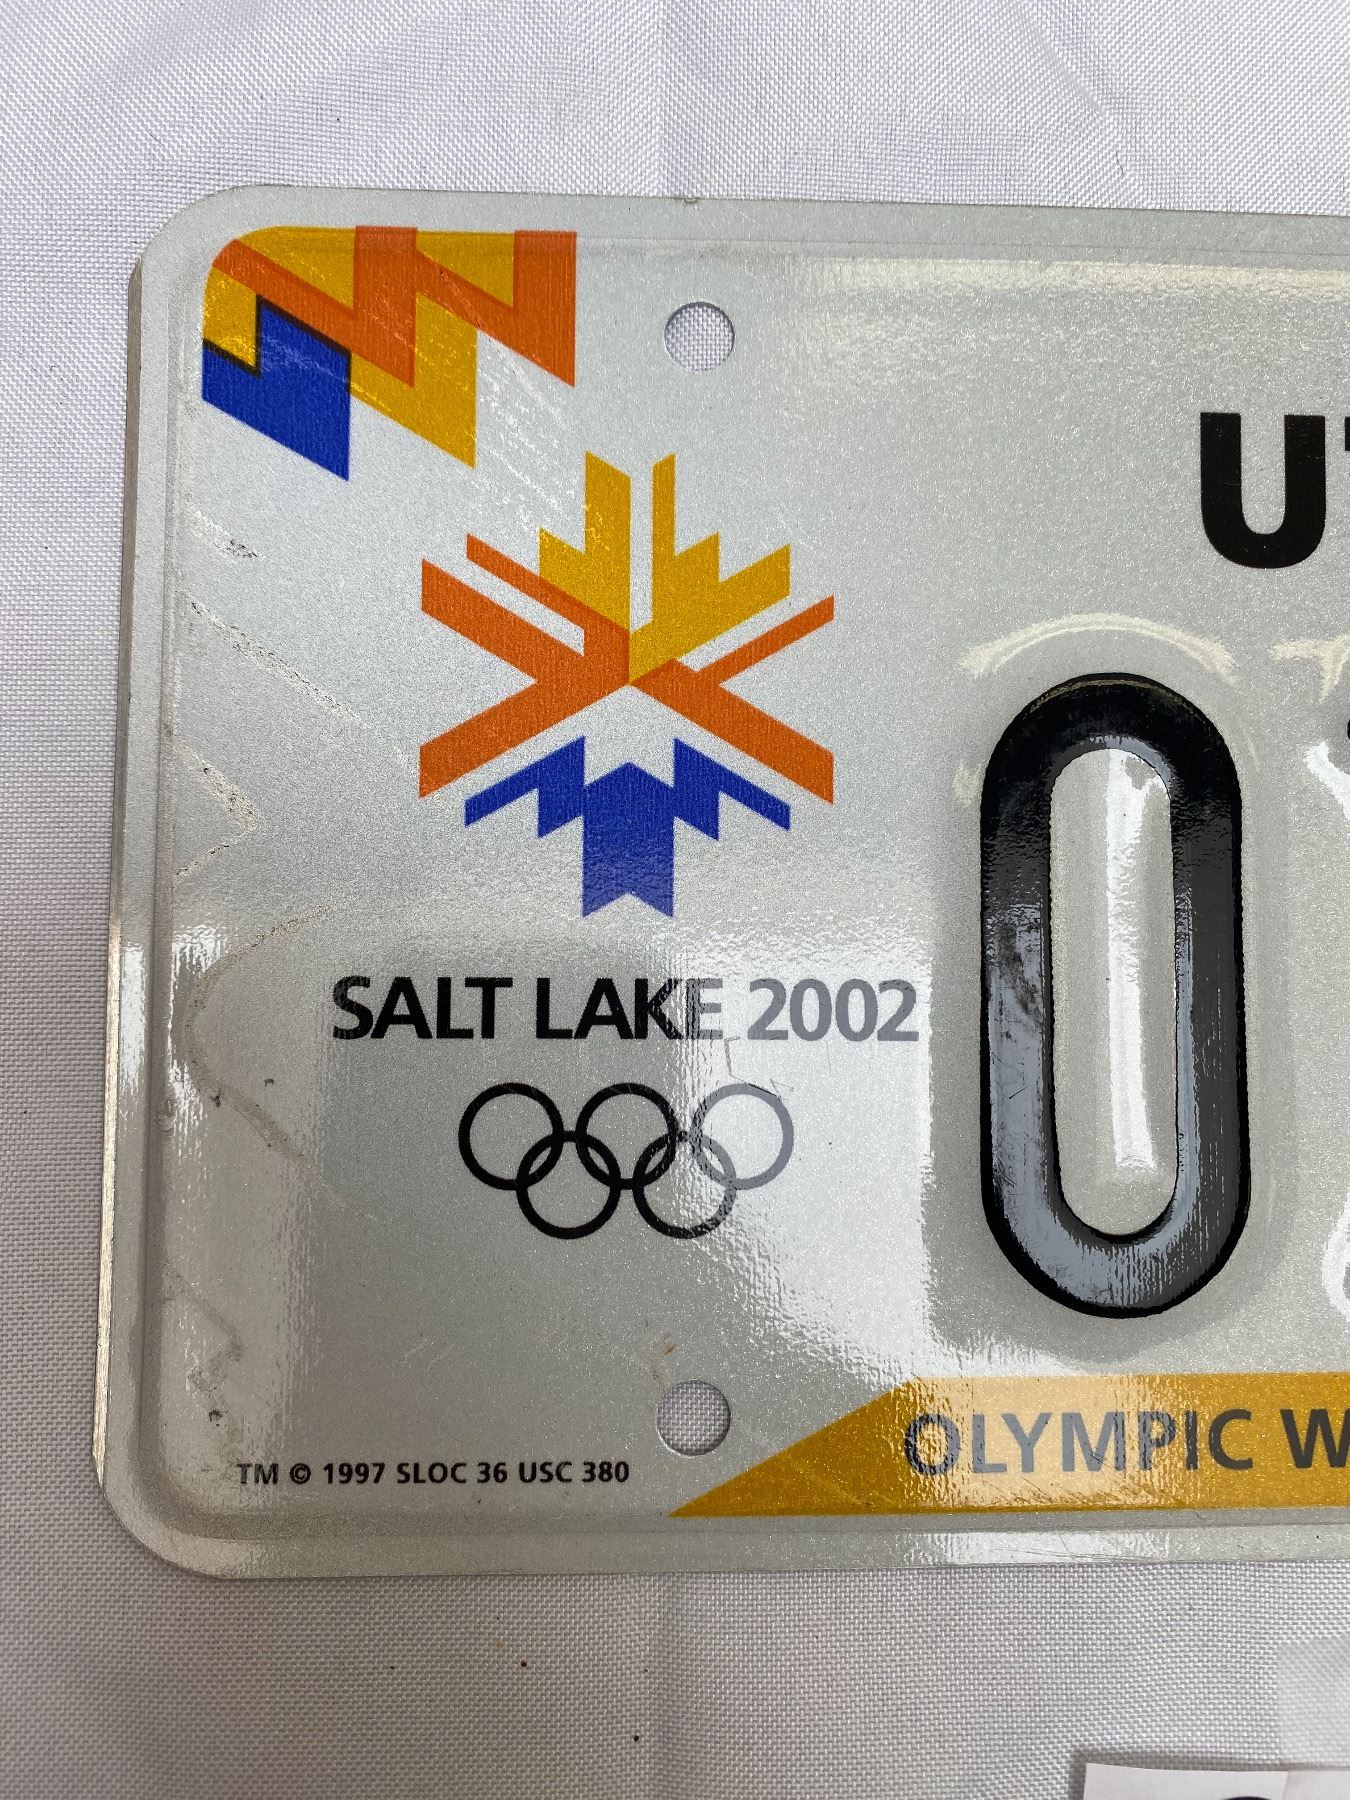 UT
0
SALT LAKE 2002
OLYMPIC W
TM © 1997 SLOC 36 USC 380